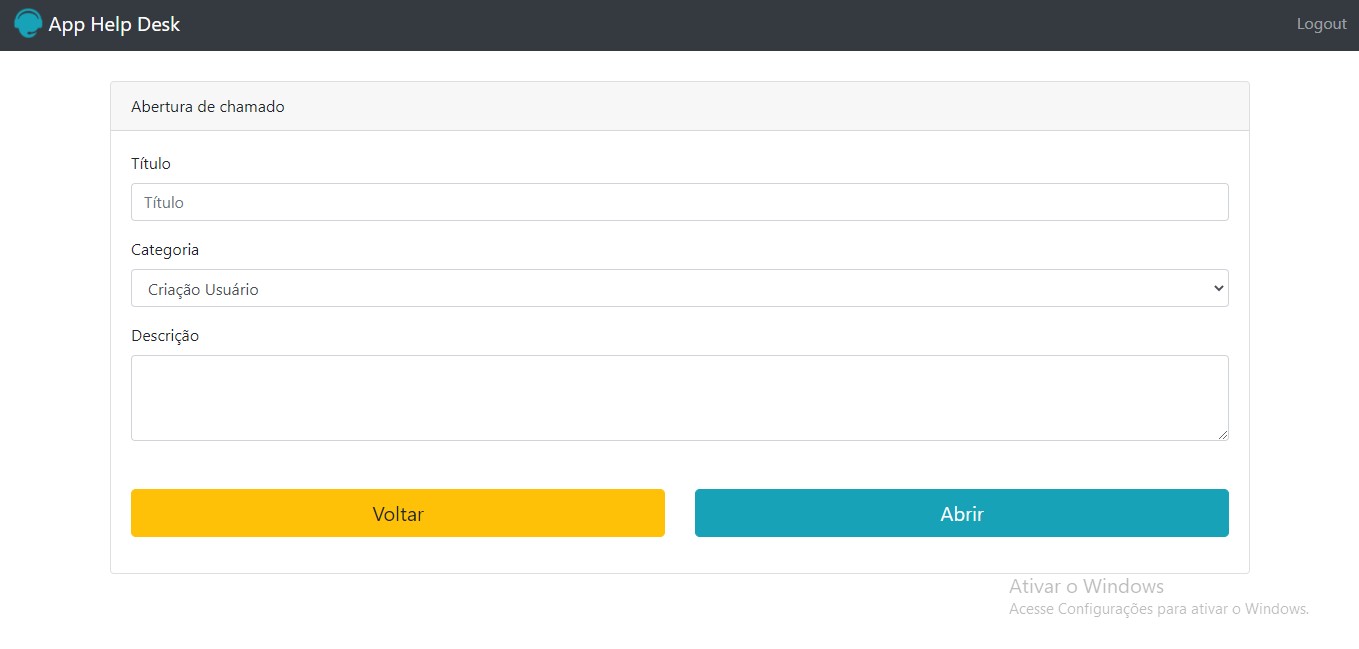 App Help Desk
Logout
Abertura de chamado
Título
Título
Categoria
Criação Usuário
Descrição
Voltar
Abrir
Ativar o Windows
Acesse Configurações para ativar o Windows.